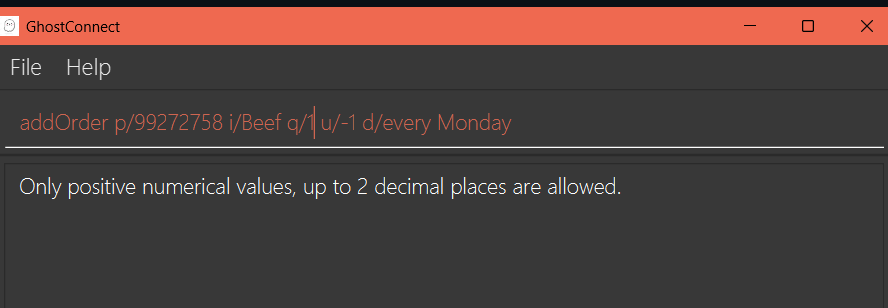 GhostConnect
File Help
addOrder p/99272758 i/Beef q/1 u/-1 d/every Monday
Only positive numerical values, up to 2 decimal places are allowed.